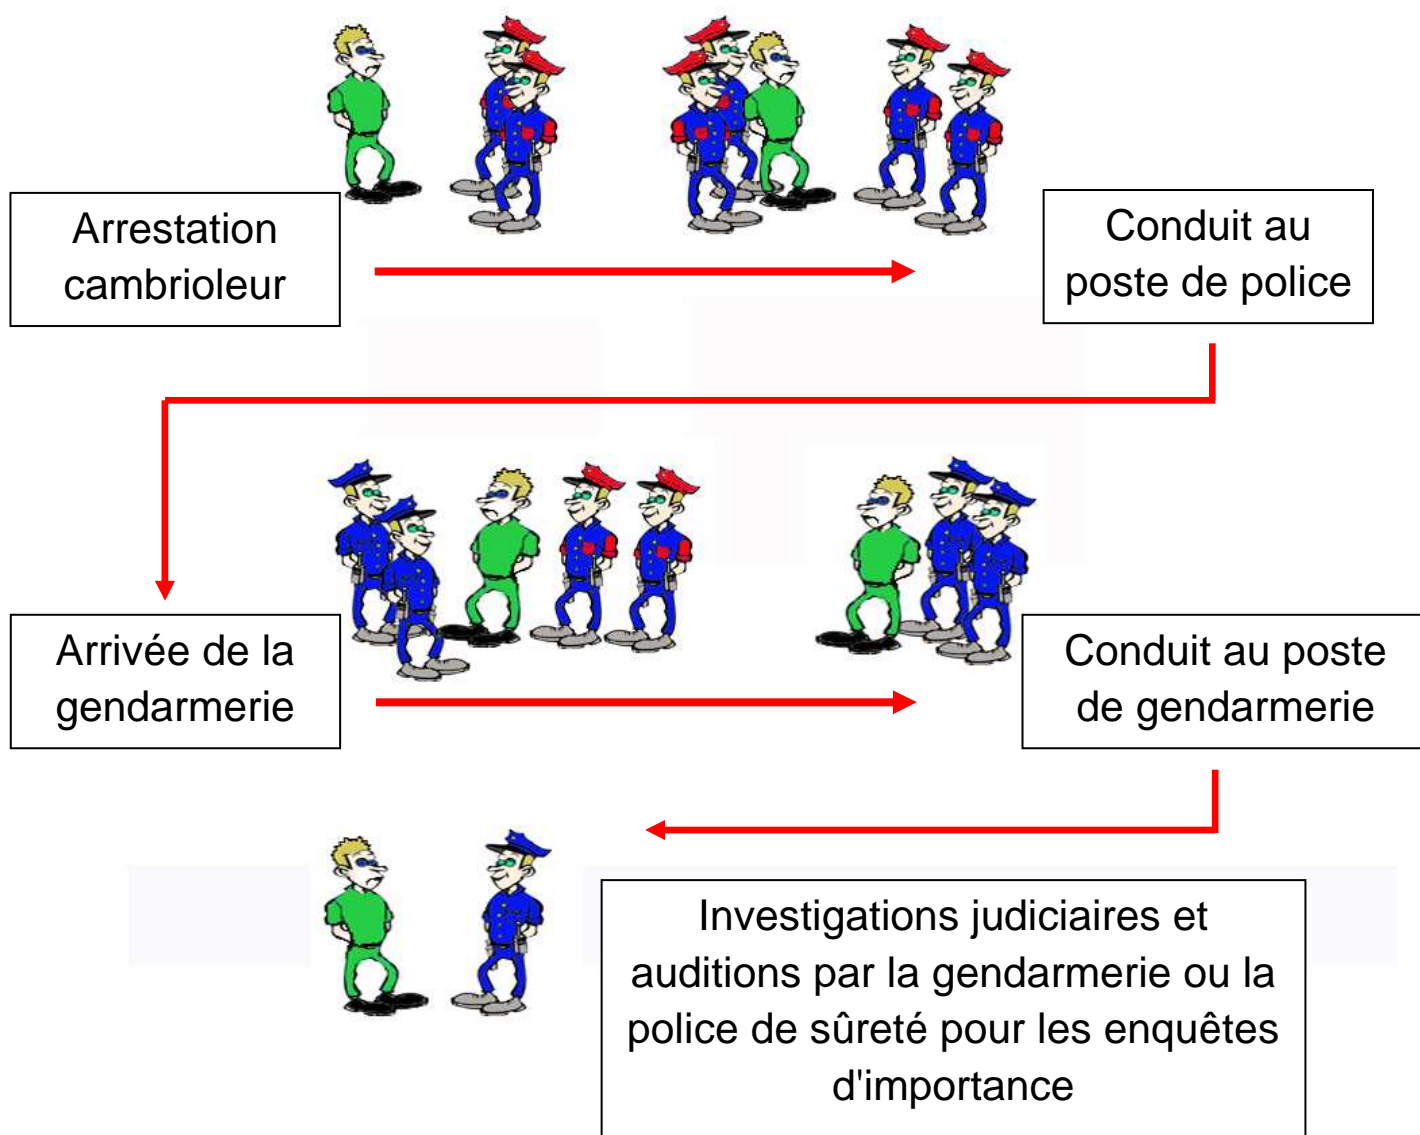 Arrestation
cambrioleur
Conduit au
poste de police
Arrivée de la
gendarmerie
Conduit au poste
de gendarmerie
Investigations judiciaires et
auditions par la gendarmerie ou la
police de sûreté pour les enquêtes
d'importance